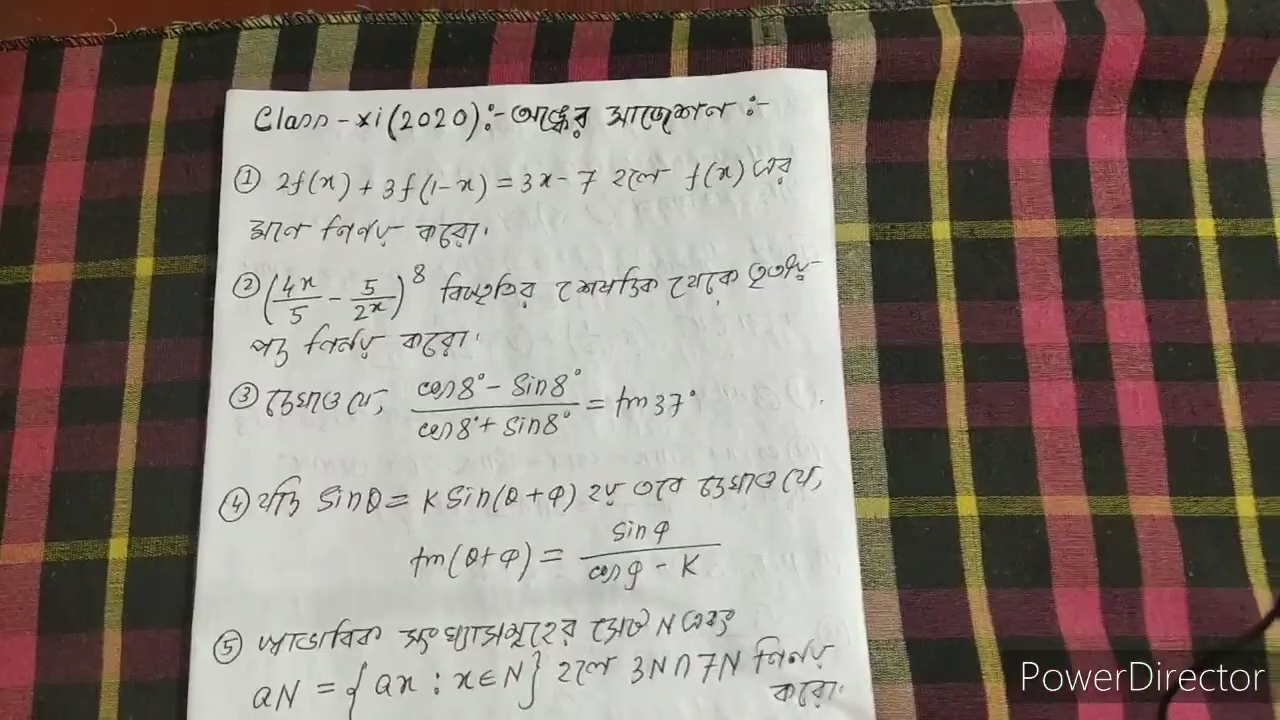 Class - xi (2020) :- অঙ্কের সাজেশন :-
① 2f(x) + 3f(1-x) = 3x - 7 হলে f(x) এর
মান নির্ণয় করো।
② (4x/5 - 5/2x)^8 বিস্তৃতির শেষদিক থেকে তৃতীয়
পদ নির্ণয় করো।
③ দেখাও যে, (cos8° - sin8°)/(cos8° + sin8°) = tan37°
④ যদি sinθ = K sin(θ+φ) হয় তবে দেখাও যে,
tan(θ+φ) = sinφ/(cosφ - K)
⑤ স্বাভাবিক সংখ্যাসমূহের সেট N এবং
aN = {ax : x∈N} হলে 3N∩7N নির্ণয়
করো।
PowerDirector